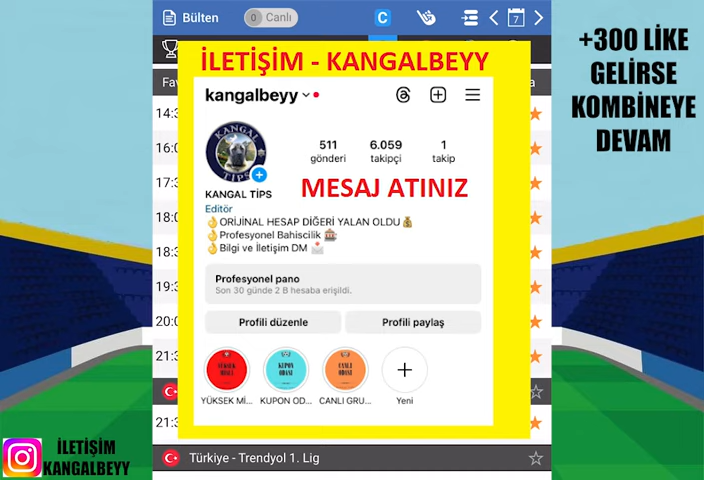 Bülten
0 Canlı
C
7
+300 LİKE
GELİRSE
KOMBİNEYE
DEVAM
İLETİŞİM - KANGALBEYY
kangalbeyy
KANGAL
TIPS
511
gönderi
6.059
takipçi
1
takip
KANGAL TİPS
MESAJ ATINIZ
Editör
👌ORİJİNAL HESAP DİĞERİ YALAN OLDU💰
👌Profesyonel Bahiscilik 🎰
👌Bilgi ve İletişim DM 📩
Profesyonel pano
Son 30 günde 2 B hesaba erişildi.
Profili düzenle
Profili paylaş
YÜKSEK Mİ...
KUPON OD...
CANLI GRU...
Yeni
14:3
16:0
17:3
18:0
18:3
19:3
20:0
21:3
21:3
Türkiye - Trendyol 1. Lig
İLETİŞİM
KANGALBEYY